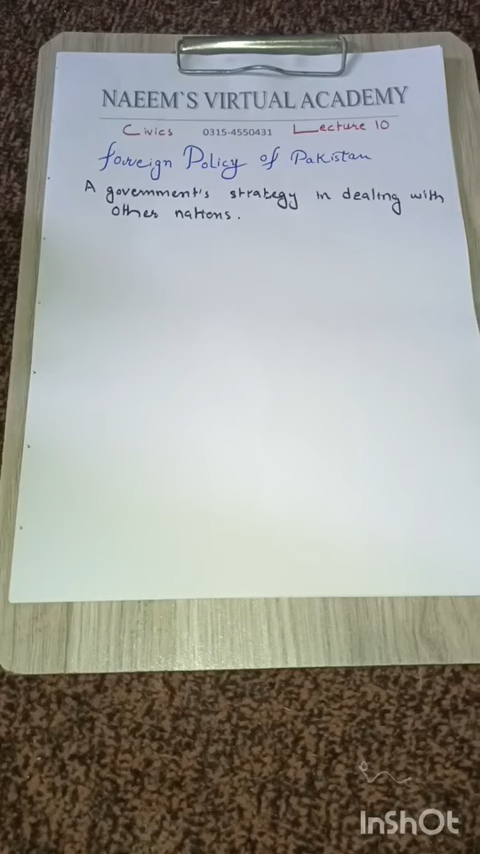 NAEEM`S VIRTUAL ACADEMY
Civics 0315-4550431 Lecture 10
foreign Policy of Pakistan
A government's strategy in dealing with
other nations.
InShOt